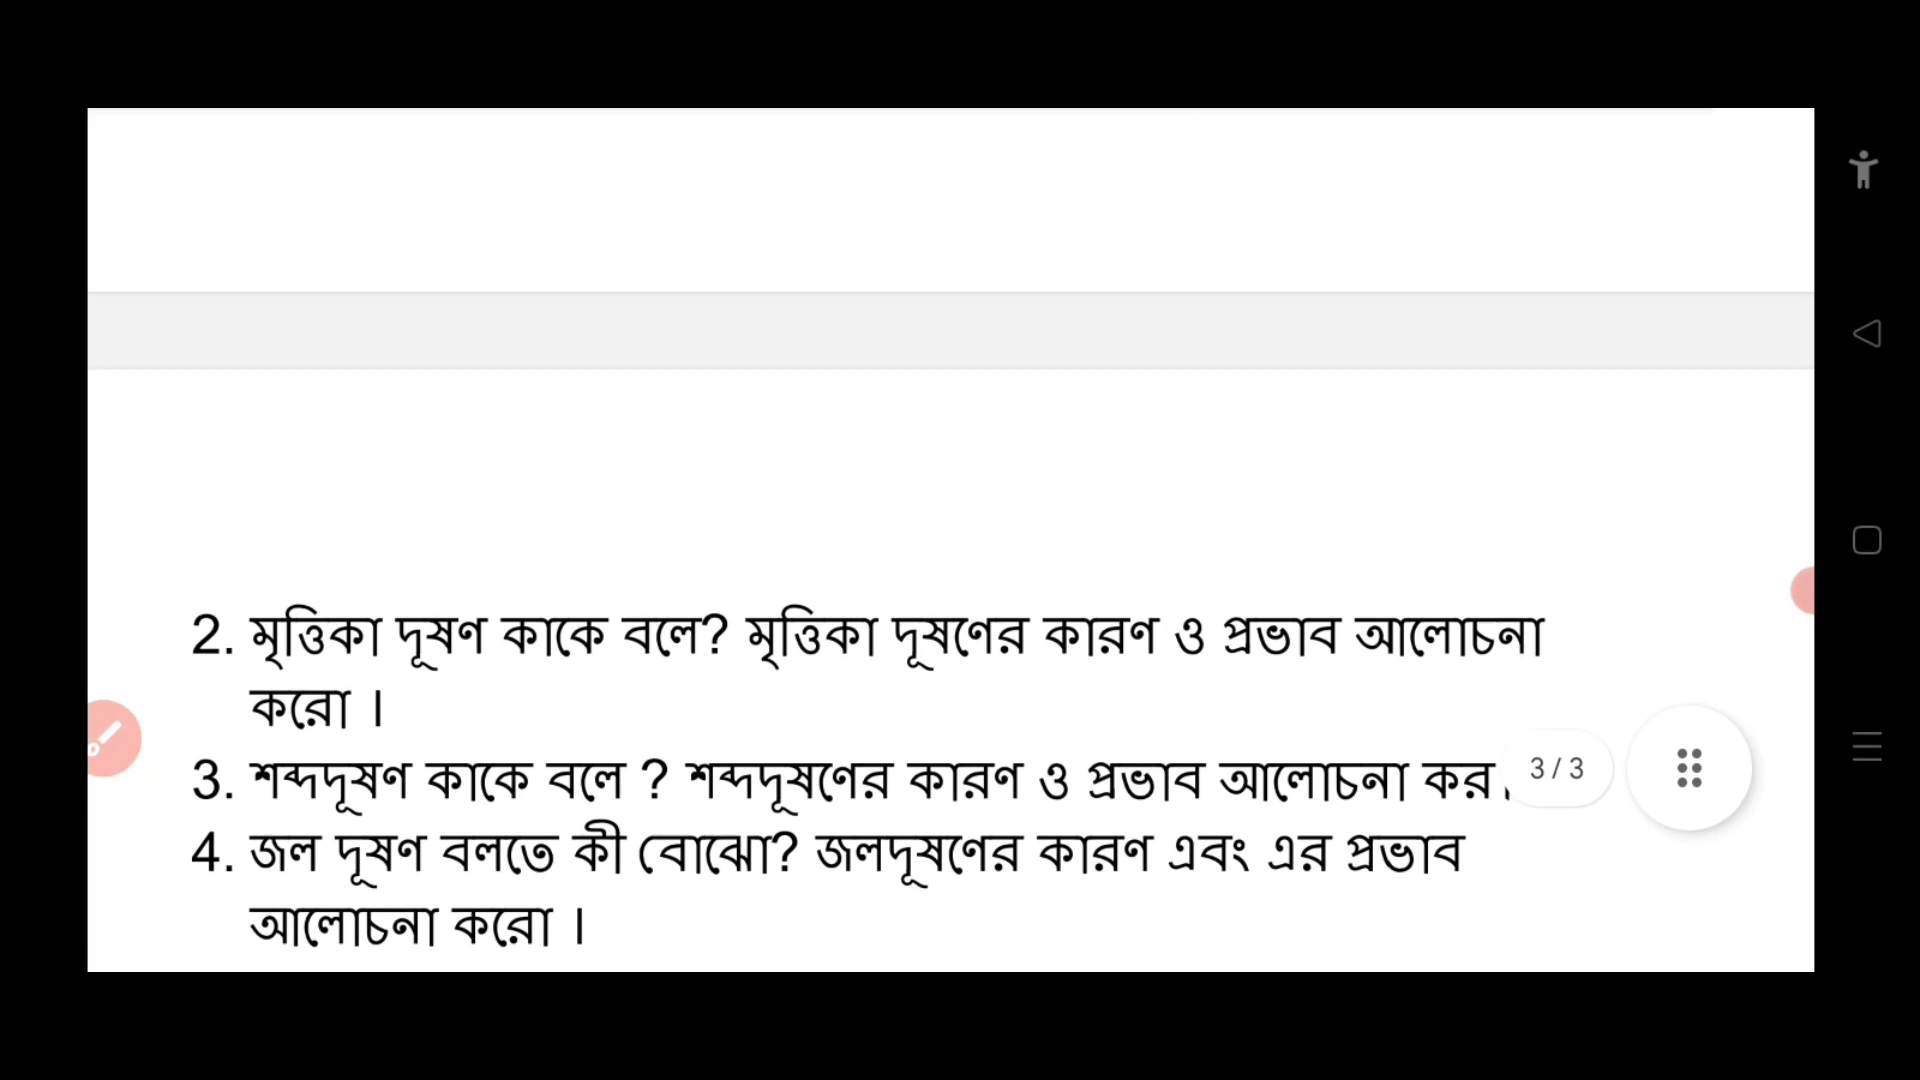 2. মৃত্তিকা দূষণ কাকে বলে? মৃত্তিকা দূষণের কারণ ও প্রভাব আলোচনা
করো ।
3. শব্দদূষণ কাকে বলে ? শব্দদূষণের কারণ ও প্রভাব আলোচনা কর।
3 / 3
4. জল দূষণ বলতে কী বোঝো? জলদূষণের কারণ এবং এর প্রভাব
আলোচনা করো ।